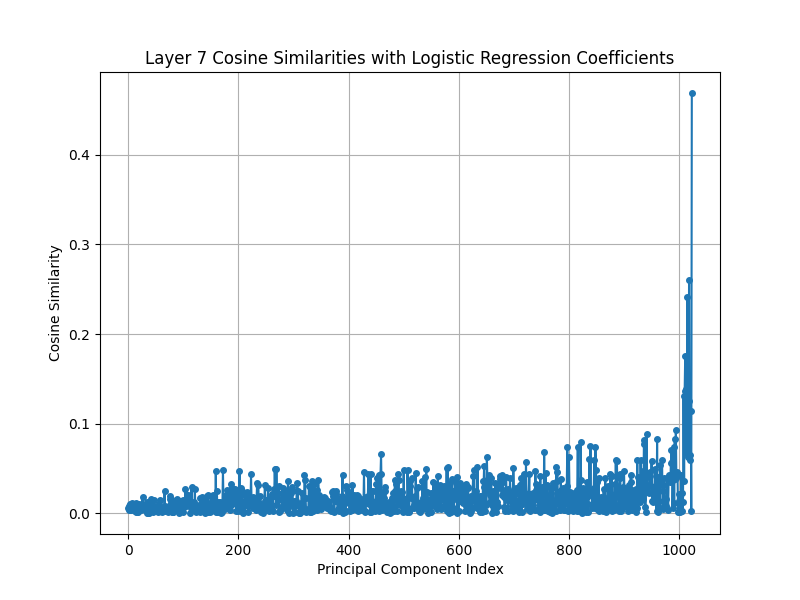 Layer 7 Cosine Similarities with Logistic Regression Coefficients
Cosine Similarity
0.4
0.3
0.2
0.1
0.0
0 200 400 600 800 1000
Principal Component Index